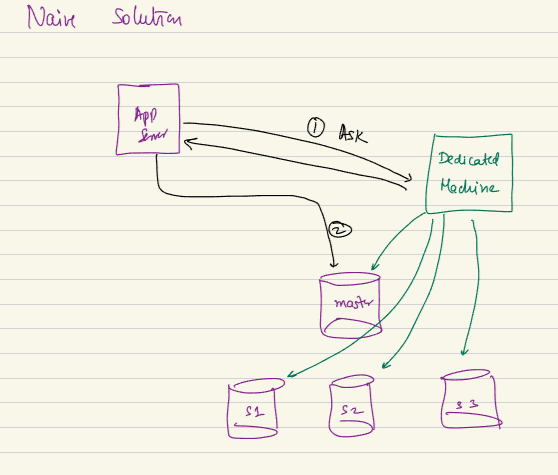 Naive Solution
App
Server
① Ask
Dedicated
Machine
②
master
S1
S2
S3